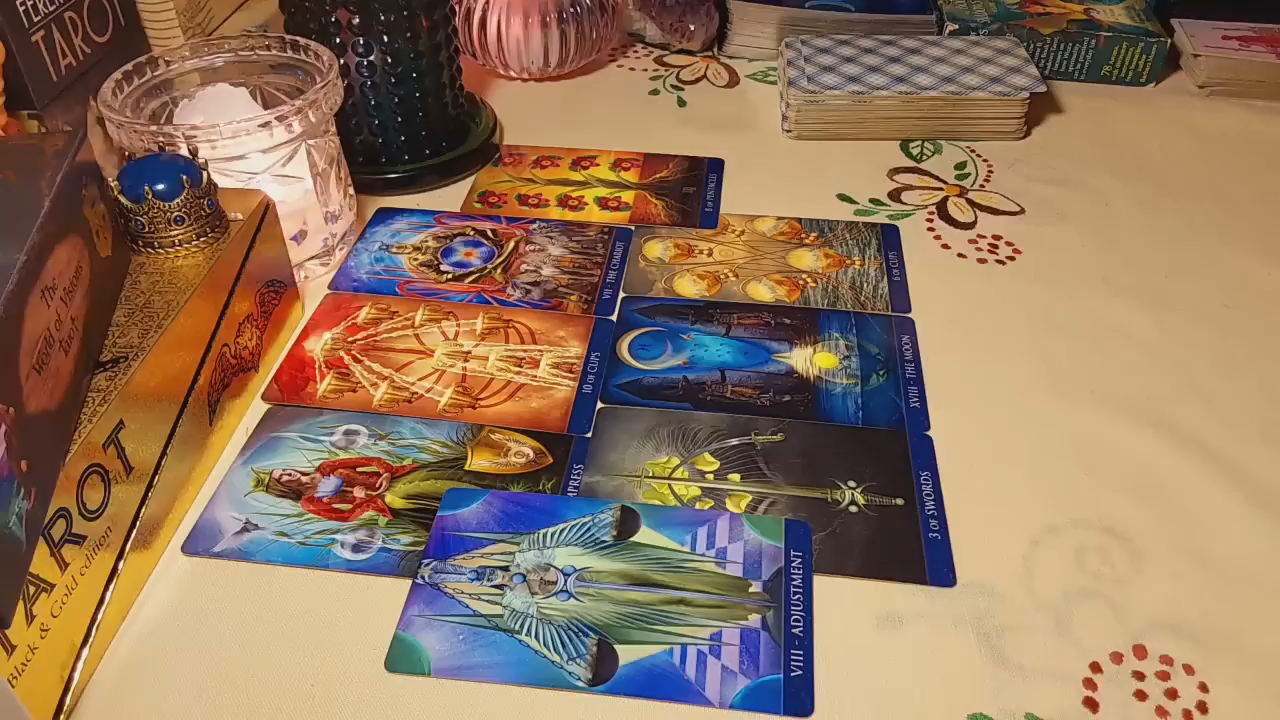 TAROT
The
World of Visions
Tarot
TAROT
Black & Gold edition
8 OF PENTACLES
VII - THE CHARIOT
6 OF CUPS
10 OF CUPS
XVIII - THE MOON
3 OF SWORDS
VIII - ADJUSTMENT
78